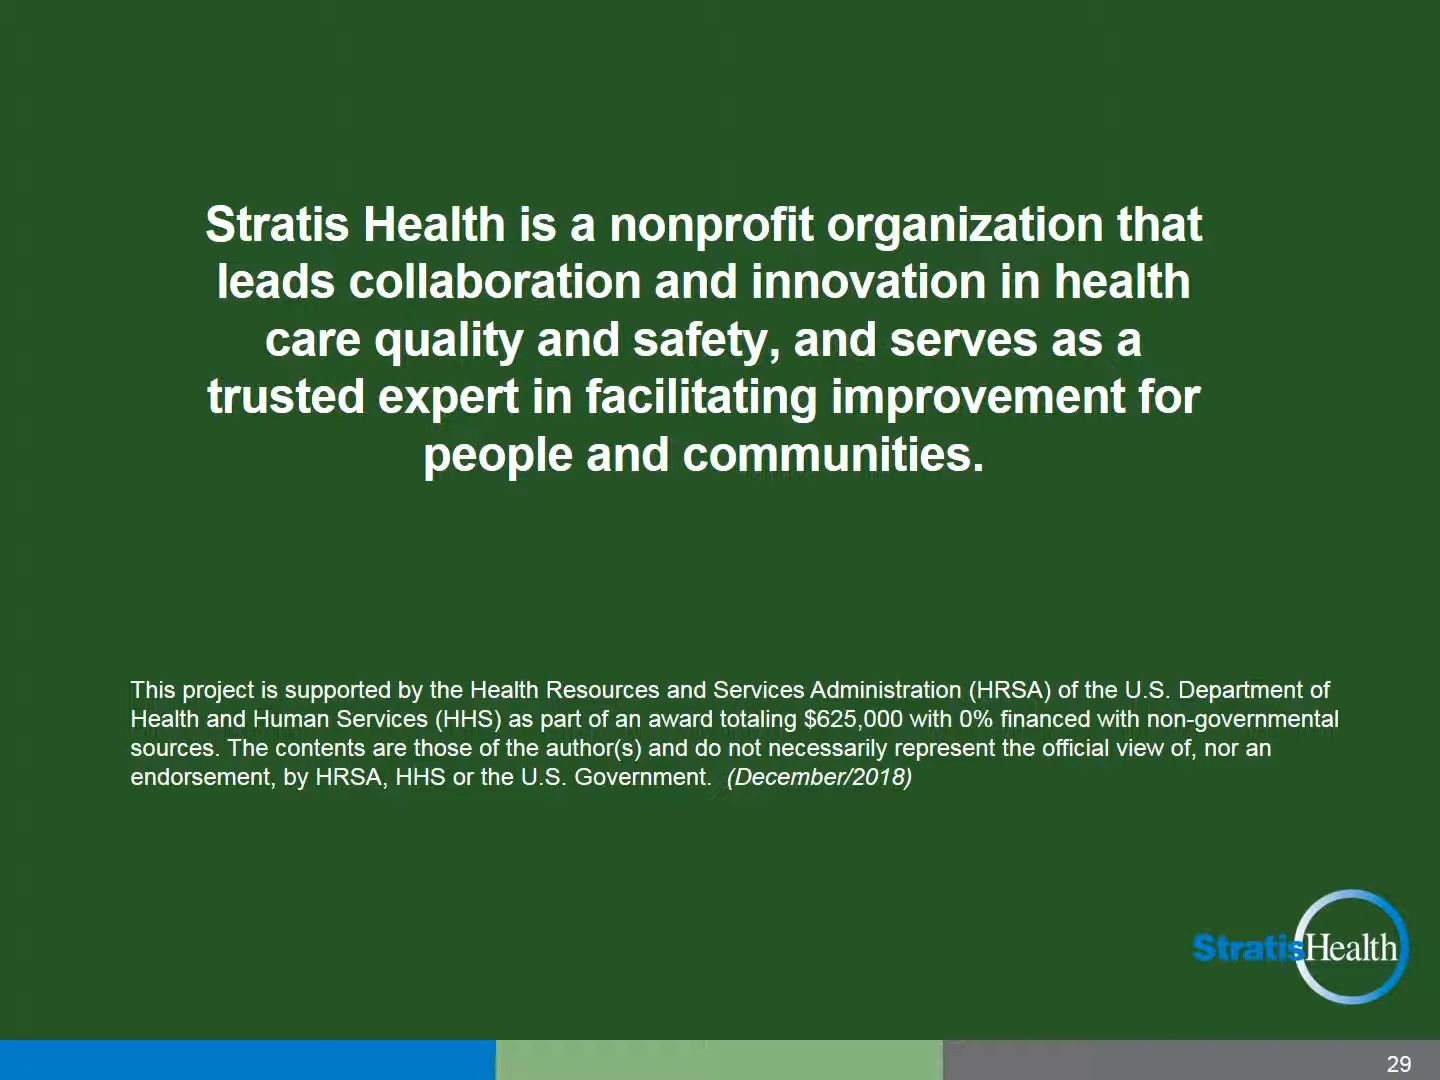 Stratis Health is a nonprofit organization that
leads collaboration and innovation in health
care quality and safety, and serves as a
trusted expert in facilitating improvement for
people and communities.
This project is supported by the Health Resources and Services Administration (HRSA) of the U.S. Department of
Health and Human Services (HHS) as part of an award totaling $625,000 with 0% financed with non-governmental
sources. The contents are those of the author(s) and do not necessarily represent the official view of, nor an
endorsement, by HRSA, HHS or the U.S. Government. (December/2018)
StratisHealth
29